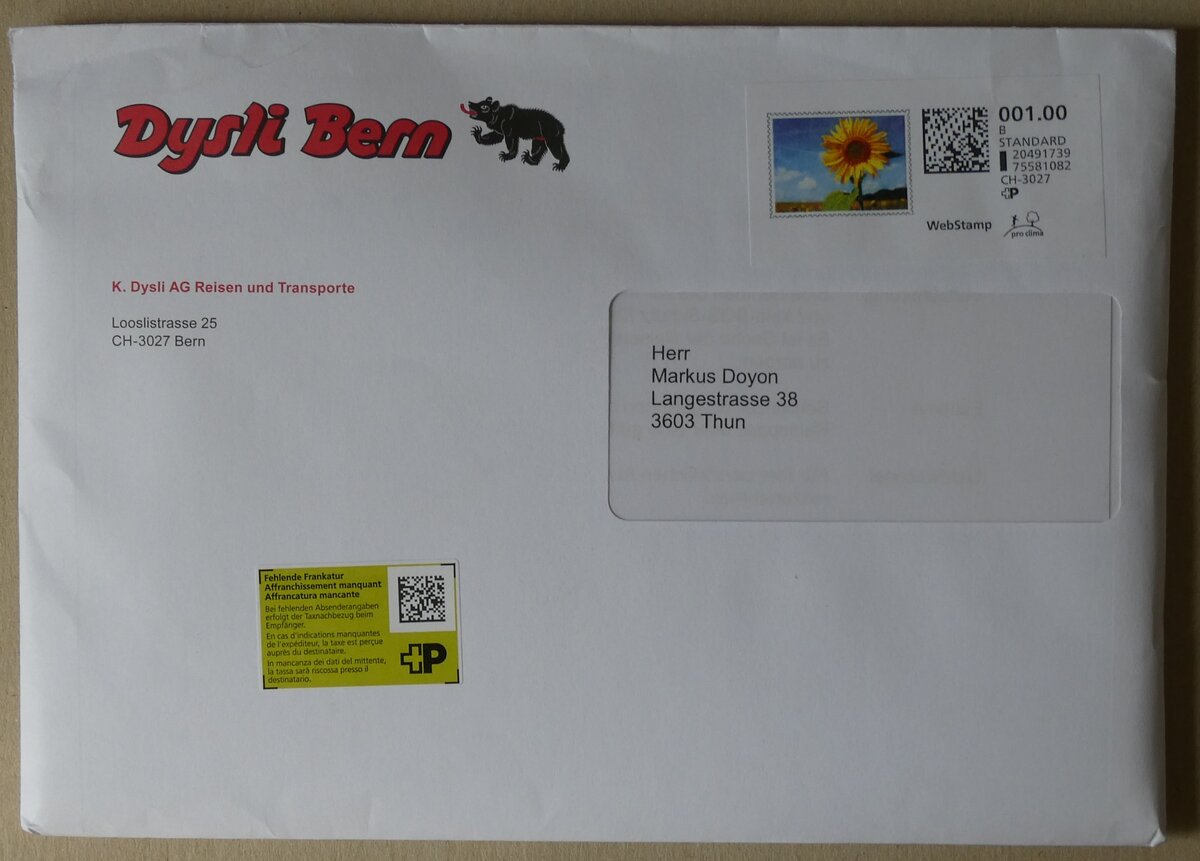 Dysli Bern
001.00
B
STANDARD
20491739
75581082
CH-3027
P
WebStamp
pro clima
K. Dysli AG Reisen und Transporte
Looslistrasse 25
CH-3027 Bern
Herr
Markus Doyon
Langestrasse 38
3603 Thun
Fehlende Frankatur
Affranchissement manquant
Affrancatura mancante
Bei fehlenden Absenderangaben
erfolgt der Taxnachbezug beim
Empfänger.
En cas d'indications manquantes
de l'expéditeur, la taxe est perçue
auprès du destinataire.
In mancanza dei dati del mittente,
la tassa sarà riscossa presso il
destinatario.
P